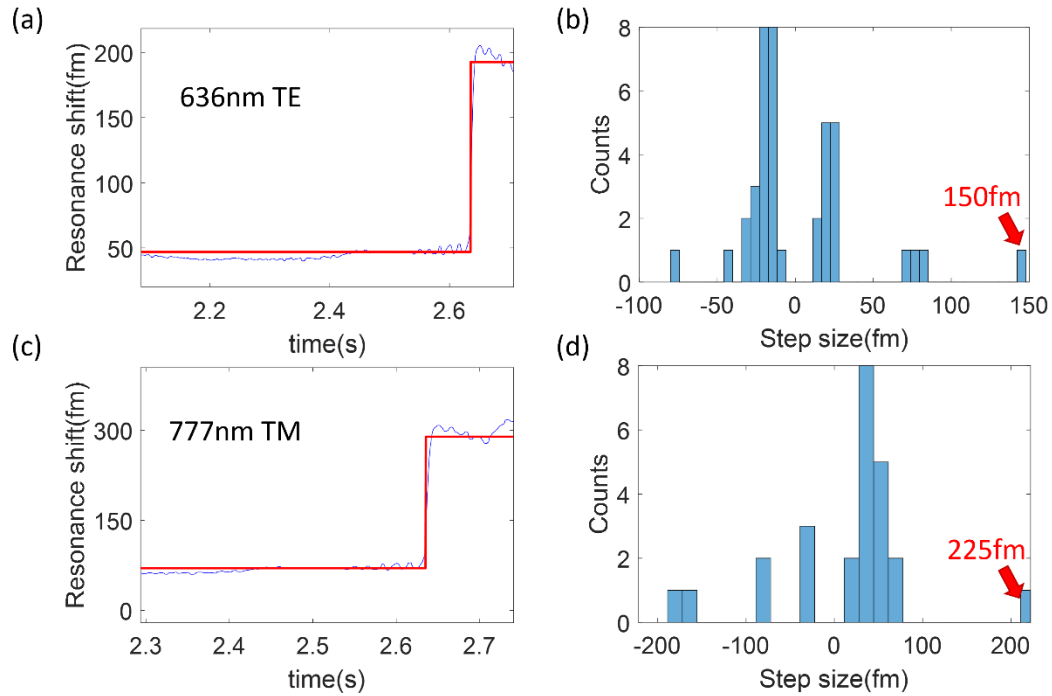 (a)
Resonance shift(fm)
200
150
100
50
636nm TE
2.2
2.4
2.6
time(s)
(b)
Counts
8
6
4
2
0
150fm
-100
-50
0
50
100
150
Step size(fm)
(c)
Resonance shift(fm)
300
150
0
777nm TM
2.3
2.4
2.5
2.6
2.7
time(s)
(d)
Counts
8
6
4
2
0
225fm
-200
-100
0
100
200
Step size(fm)